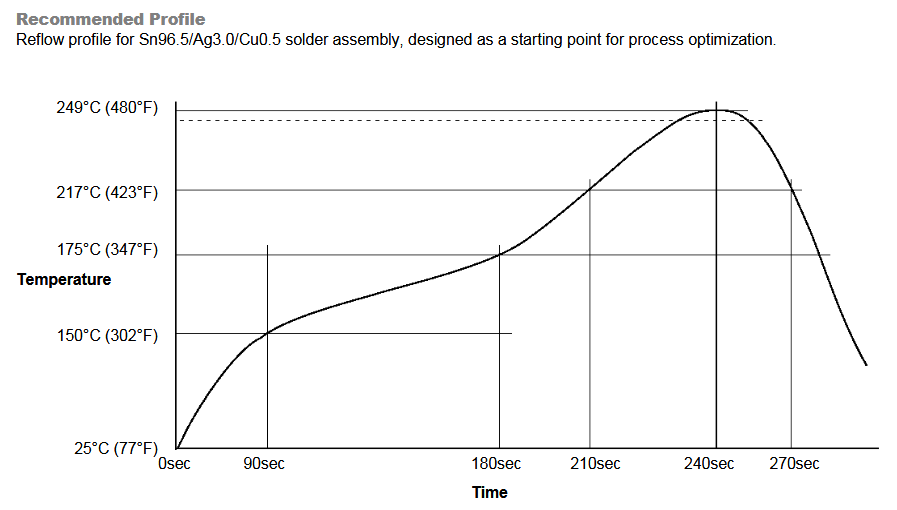 Recommended Profile
Reflow profile for Sn96.5/Ag3.0/Cu0.5 solder assembly, designed as a starting point for process optimization.
249°C (480°F)
217°C (423°F)
175°C (347°F)
Temperature
150°C (302°F)
25°C (77°F)
0sec 90sec 180sec 210sec 240sec 270sec
Time